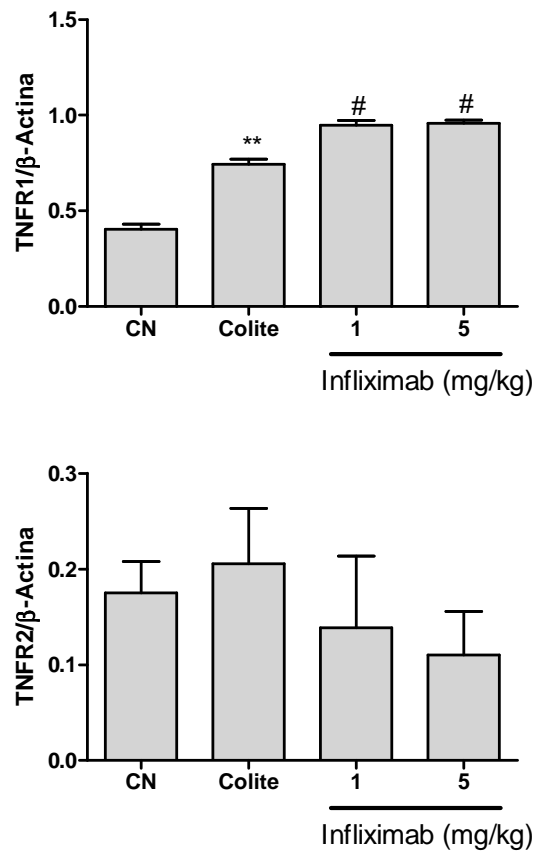 1.5
1.0
0.5
0.0
TNFR1/β-Actina
**
#
#
CN Colite 1 5
Infliximab (mg/kg)
0.3
0.2
0.1
0.0
TNFR2/β-Actina
CN Colite 1 5
Infliximab (mg/kg)